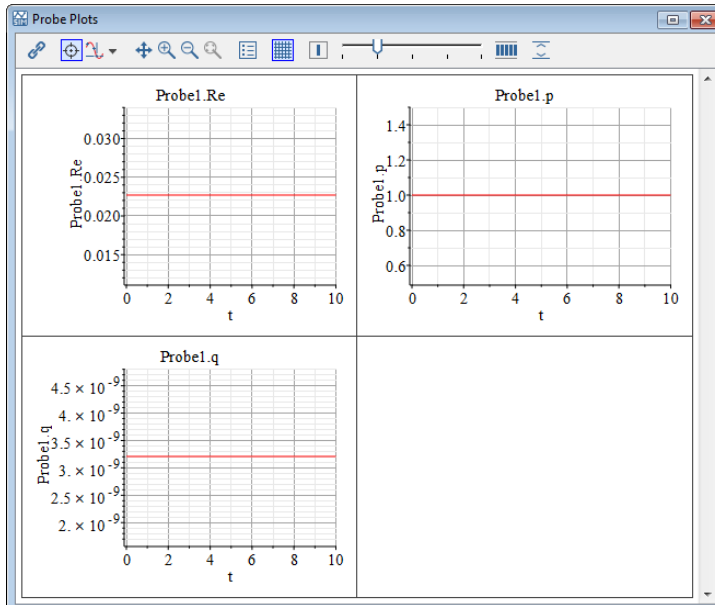 Probe Plots
Probe1.Re
Probe1.Re
0.030
0.025
0.020
0.015
0 2 4 6 8 10
t
Probe1.p
Probe1.p
1.4
1.2
1.0
0.8
0.6
0 2 4 6 8 10
t
Probe1.q
Probe1.q
4.5 × 10⁻⁹
4. × 10⁻⁹
3.5 × 10⁻⁹
3. × 10⁻⁹
2.5 × 10⁻⁹
2. × 10⁻⁹
0 2 4 6 8 10
t